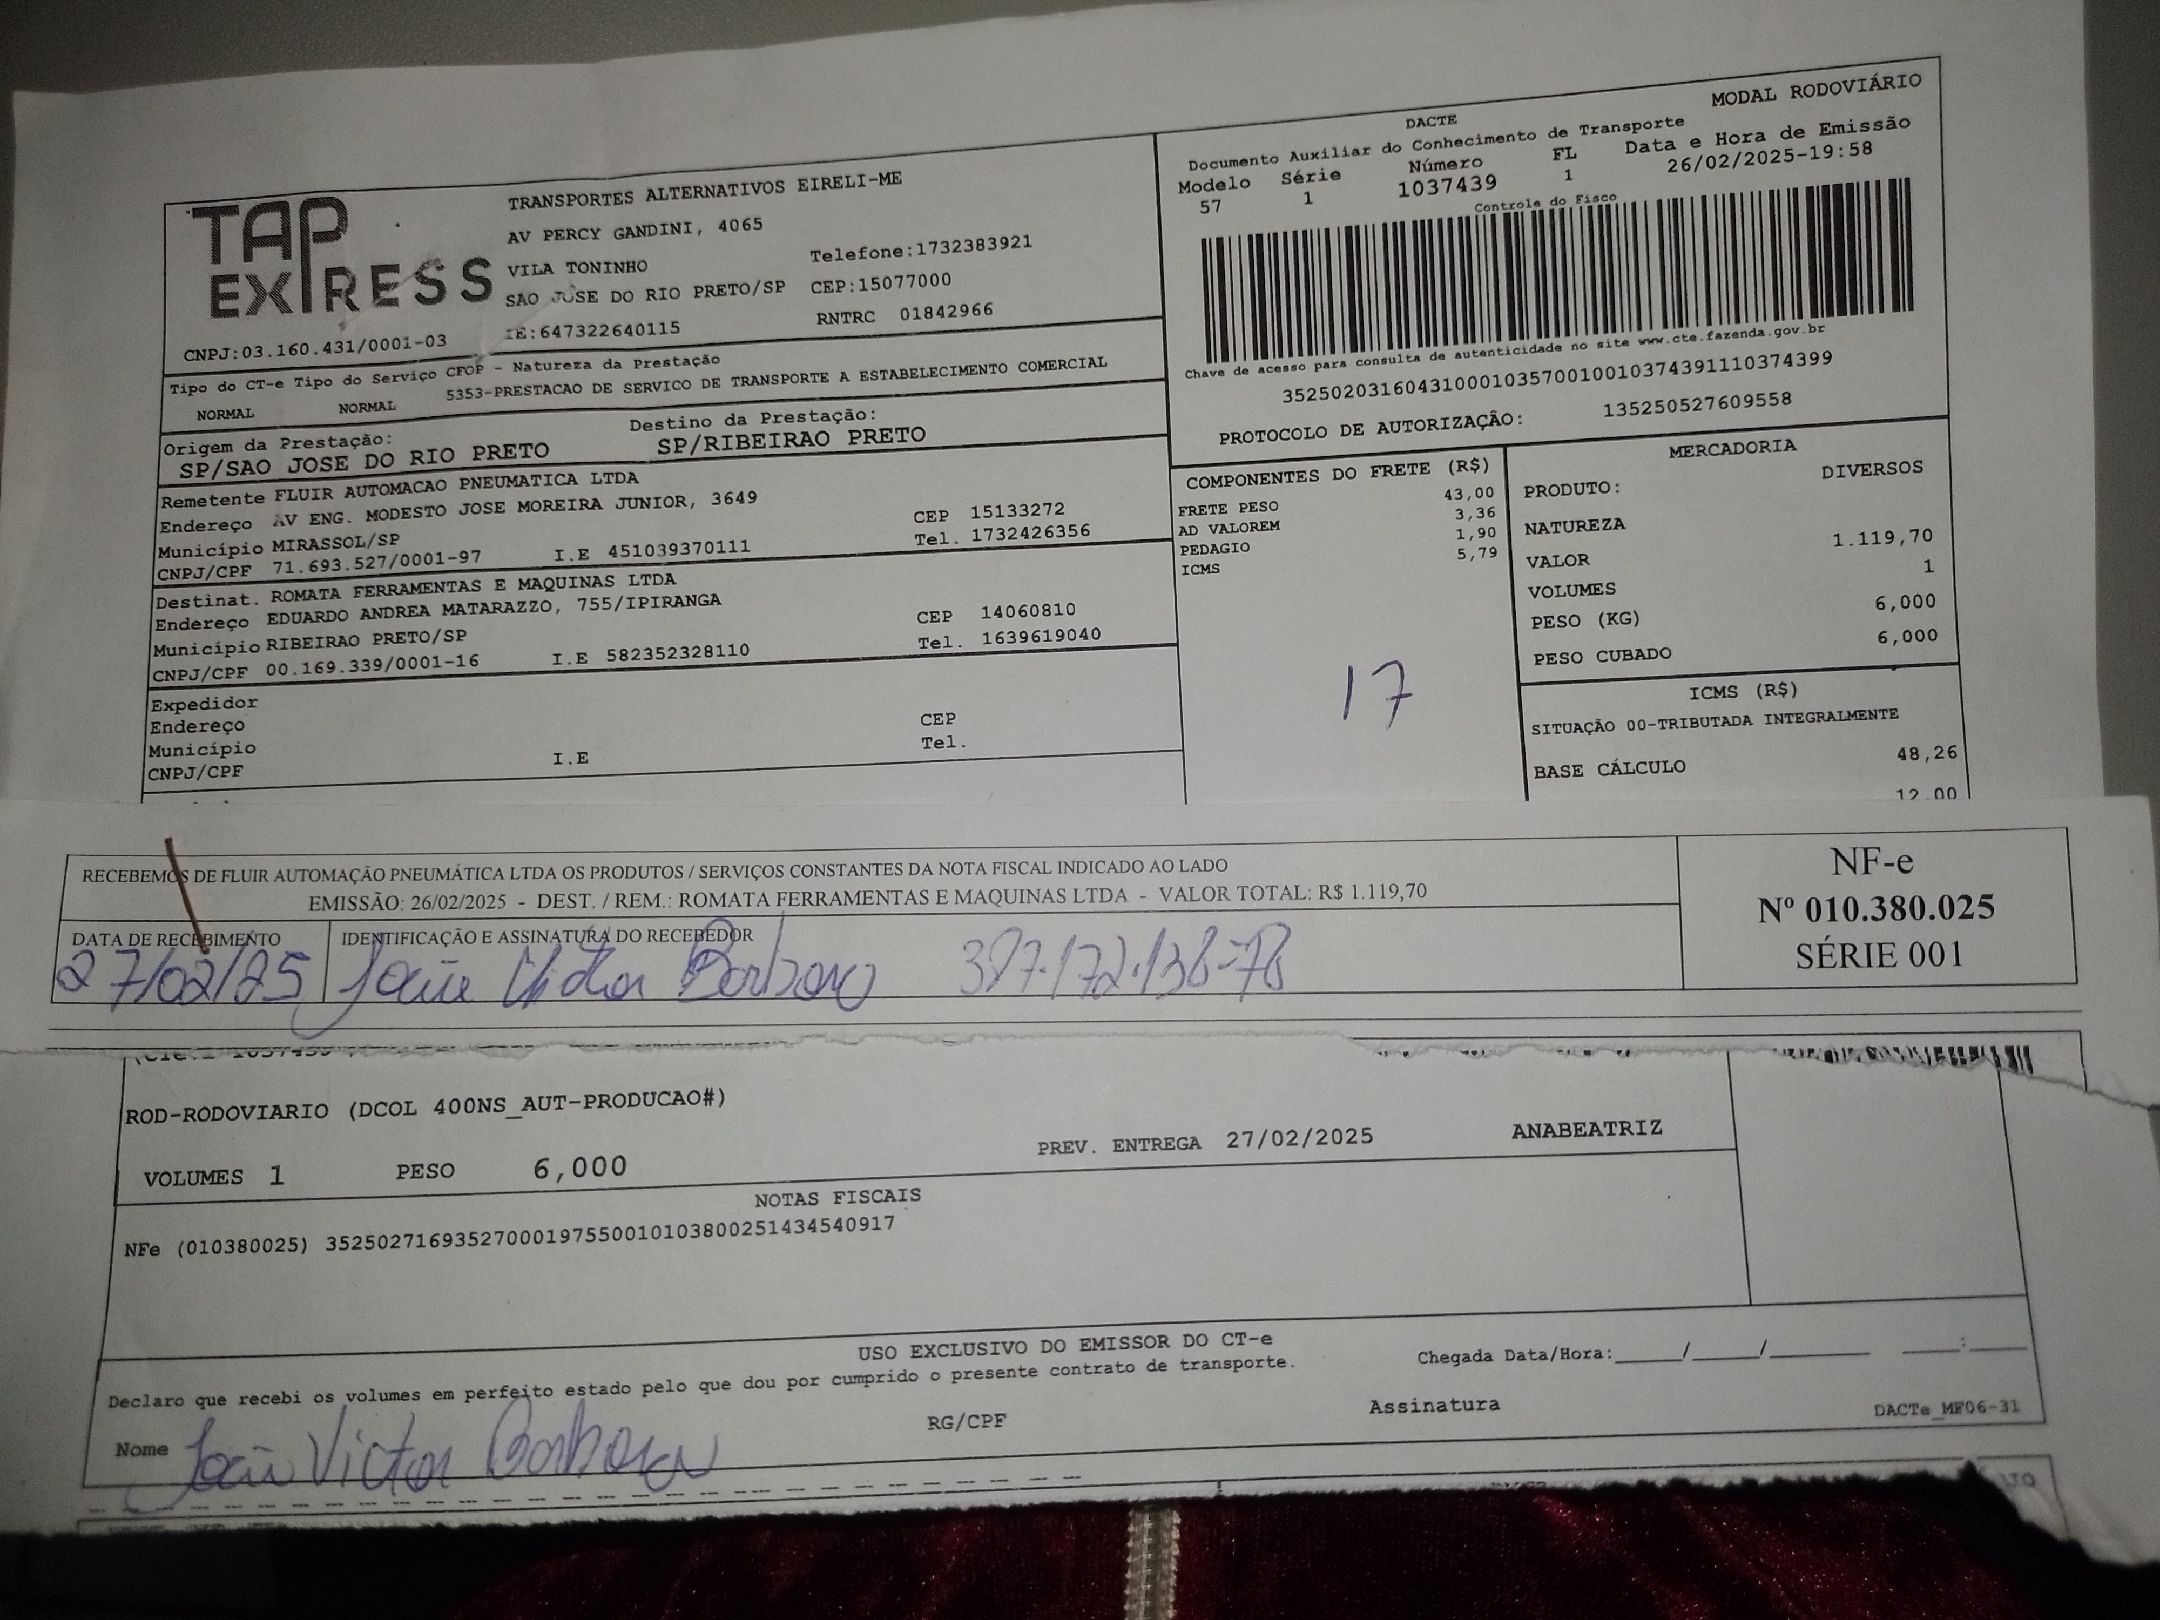 MODAL RODOVIÁRIO
DACTE
Documento Auxiliar do Conhecimento de Transporte
Modelo Série Número FL Data e Hora de Emissão
57 1 1037439 1 26/02/2025-19:58
Controle do Fisco
Chave de acesso para consulta de autenticidade no site www.cte.fazenda.gov.br
35250203160431000103570010010374391110374399
PROTOCOLO DE AUTORIZAÇÃO: 135250527609558
TAP EXPRESS
TRANSPORTES ALTERNATIVOS EIRELI-ME
AV PERCY GANDINI, 4065
VILA TONINHO Telefone:1732383921
SAO JOSE DO RIO PRETO/SP CEP:15077000
CNPJ:03.160.431/0001-03 IE:647322640115 RNTRC 01842966
Tipo do CT-e Tipo do Serviço CFOP - Natureza da Prestação
NORMAL NORMAL 5353-PRESTACAO DE SERVICO DE TRANSPORTE A ESTABELECIMENTO COMERCIAL
Origem da Prestação: Destino da Prestação:
SP/SAO JOSE DO RIO PRETO SP/RIBEIRAO PRETO
Remetente FLUIR AUTOMACAO PNEUMATICA LTDA
Endereço AV ENG. MODESTO JOSE MOREIRA JUNIOR, 3649 CEP 15133272
Município MIRASSOL/SP Tel. 1732426356
CNPJ/CPF 71.693.527/0001-97 I.E 451039370111
Destinat. ROMATA FERRAMENTAS E MAQUINAS LTDA
Endereço EDUARDO ANDREA MATARAZZO, 755/IPIRANGA CEP 14060810
Município RIBEIRAO PRETO/SP Tel. 1639619040
CNPJ/CPF 00.169.339/0001-16 I.E 582352328110
Expedidor
Endereço CEP
Município Tel.
CNPJ/CPF I.E
COMPONENTES DO FRETE (R$)
FRETE PESO 43,00
AD VALOREM 3,36
PEDAGIO 1,90
ICMS 5,79
17
MERCADORIA
PRODUTO: DIVERSOS
NATUREZA
VALOR 1.119,70
VOLUMES 1
PESO (KG) 6,000
PESO CUBADO 6,000
ICMS (R$)
SITUAÇÃO 00-TRIBUTADA INTEGRALMENTE
BASE CÁLCULO 48,26
12,00
RECEBEMOS DE FLUIR AUTOMAÇÃO PNEUMÁTICA LTDA OS PRODUTOS / SERVIÇOS CONSTANTES DA NOTA FISCAL INDICADO AO LADO
EMISSÃO: 26/02/2025 - DEST. / REM.: ROMATA FERRAMENTAS E MAQUINAS LTDA - VALOR TOTAL: R$ 1.119,70
DATA DE RECEBIMENTO IDENTIFICAÇÃO E ASSINATURA DO RECEBEDOR
27/02/25 João Victor Barbosa
NF-e
Nº 010.380.025
SÉRIE 001
ROD-RODOVIARIO (DCOL 400NS_AUT-PRODUCAO#)
VOLUMES 1 PESO 6,000 PREV. ENTREGA 27/02/2025 ANABEATRIZ
NOTAS FISCAIS
NFe (010380025) 35250271693527000197550010103800251434540917
USO EXCLUSIVO DO EMISSOR DO CT-e
Declaro que recebi os volumes em perfeito estado pelo que dou por cumprido o presente contrato de transporte. Chegada Data/Hora:_____/_____/________ _____:_____
Nome João Victor Barbosa RG/CPF Assinatura DACTe_MF06-31